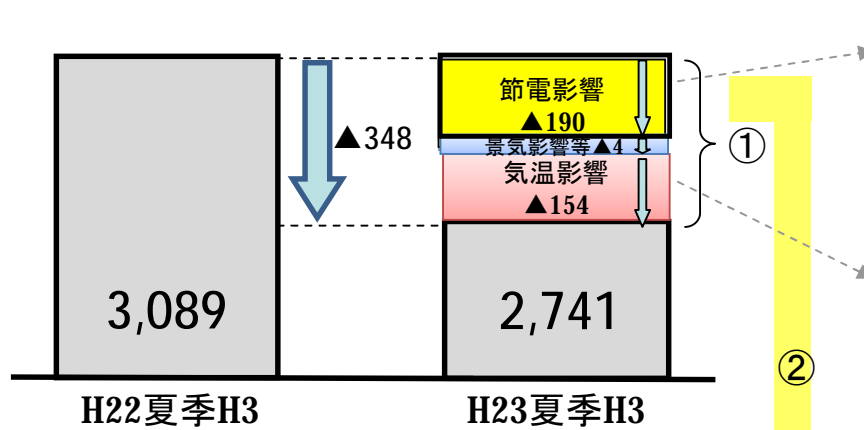 節電影響
▲190
▲348
景気影響等▲4
①
気温影響
▲154
3,089
2,741
②
H22夏季H3
H23夏季H3